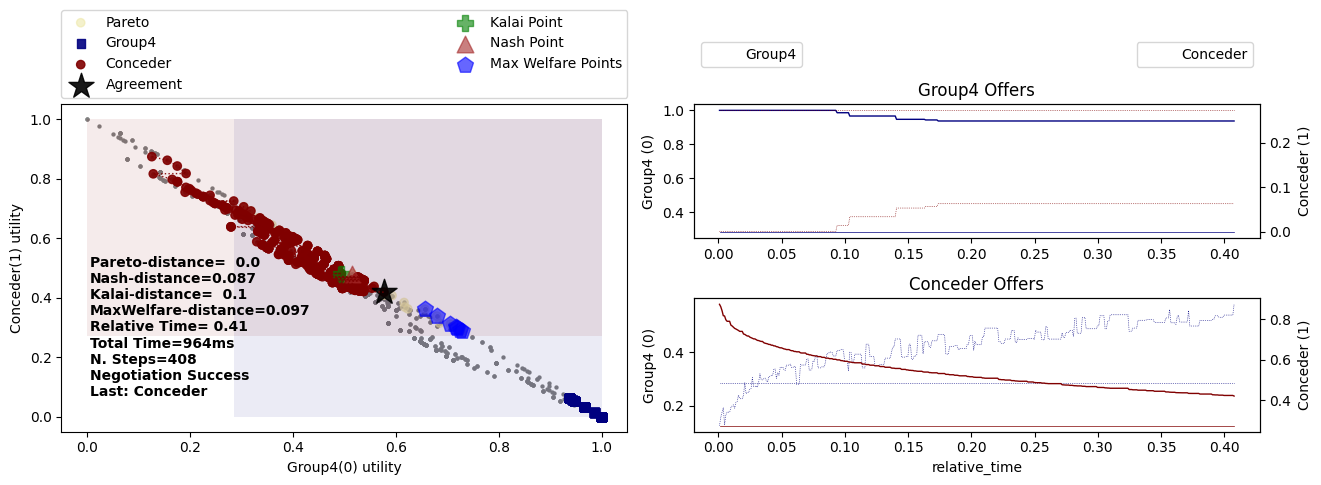 Pareto
Group4
Conceder
Agreement
Kalai Point
Nash Point
Max Welfare Points
1.0
0.8
0.6
0.4
0.2
0.0
Conceder(1) utility
Pareto-distance= 0.0
Nash-distance=0.087
Kalai-distance= 0.1
MaxWelfare-distance=0.097
Relative Time= 0.41
Total Time=964ms
N. Steps=408
Negotiation Success
Last: Conceder
0.0 0.2 0.4 0.6 0.8 1.0
Group4(0) utility
Group4
Conceder
Group4 Offers
Group4 (0)
1.0
0.8
0.6
0.4
0.2
0.1
0.0
Conceder (1)
0.00 0.05 0.10 0.15 0.20 0.25 0.30 0.35 0.40
Conceder Offers
Group4 (0)
0.4
0.2
0.8
0.6
0.4
Conceder (1)
0.00 0.05 0.10 0.15 0.20 0.25 0.30 0.35 0.40
relative_time